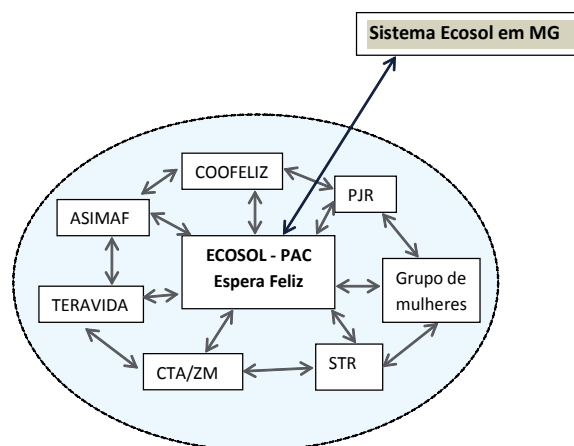 Sistema Ecosol em MG
COOFELIZ
PJR
ASIMAF
ECOSOL - PAC
Espera Feliz
Grupo de
mulheres
TERAVIDA
CTA/ZM
STR